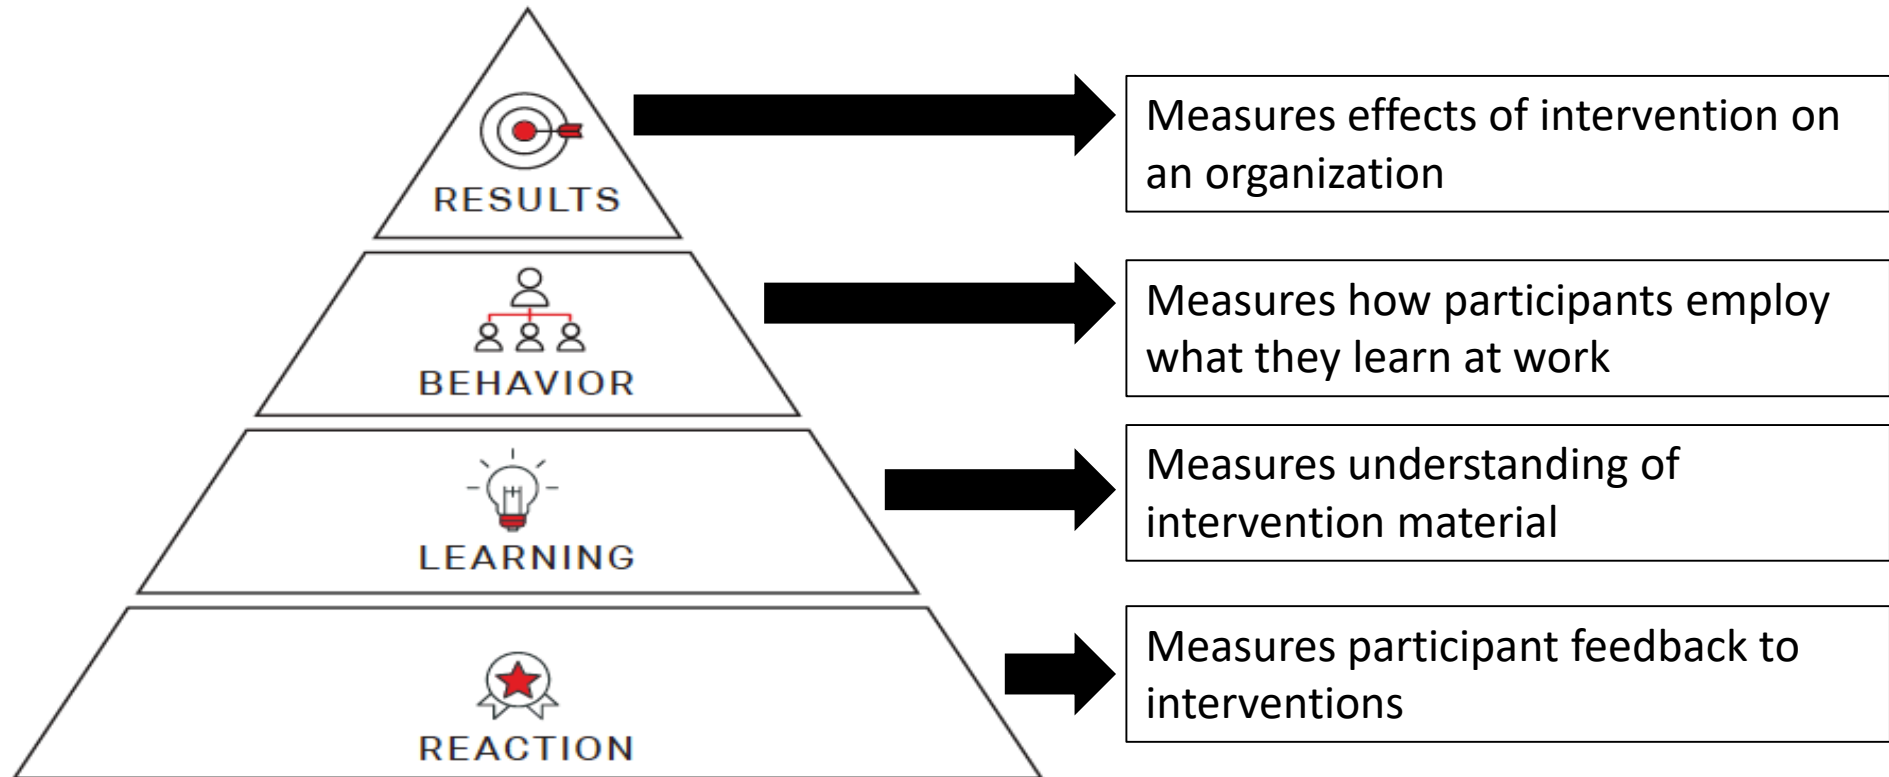 RESULTS
Measures effects of intervention on
an organization
BEHAVIOR
Measures how participants employ
what they learn at work
LEARNING
Measures understanding of
intervention material
REACTION
Measures participant feedback to
interventions